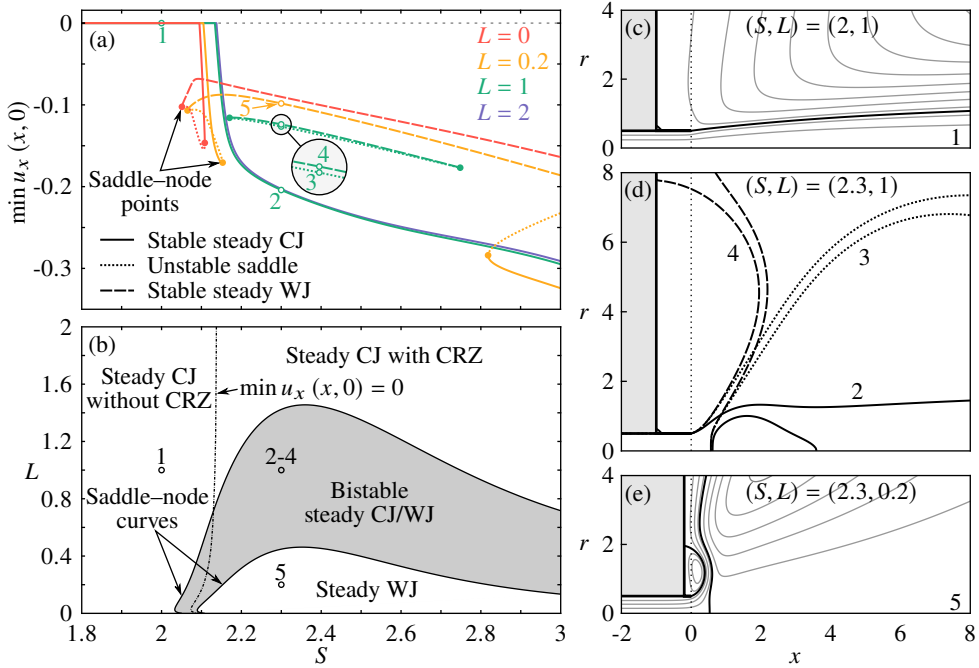 (a)
1
L = 0
L = 0.2
L = 1
L = 2
0
-0.1
-0.2
-0.3
min u_x (x, 0)
5
4
3
2
Saddle–node
points
Stable steady CJ
Unstable saddle
Stable steady WJ
(b)
Steady CJ with CRZ
Steady CJ
without CRZ
min u_x (x, 0) = 0
1
2-4
Saddle–node
curves
Bistable
steady CJ/WJ
5
Steady WJ
2
1.6
1.2
L
0.8
0.4
0
1.8 2 2.2 2.4 2.6 2.8 3
S
(c)
(S, L) = (2, 1)
4
r
2
0
1
(d)
(S, L) = (2.3, 1)
8
6
r
4
2
0
4
3
2
(e)
(S, L) = (2.3, 0.2)
4
r
2
0
5
-2 0 2 4 6 8
x